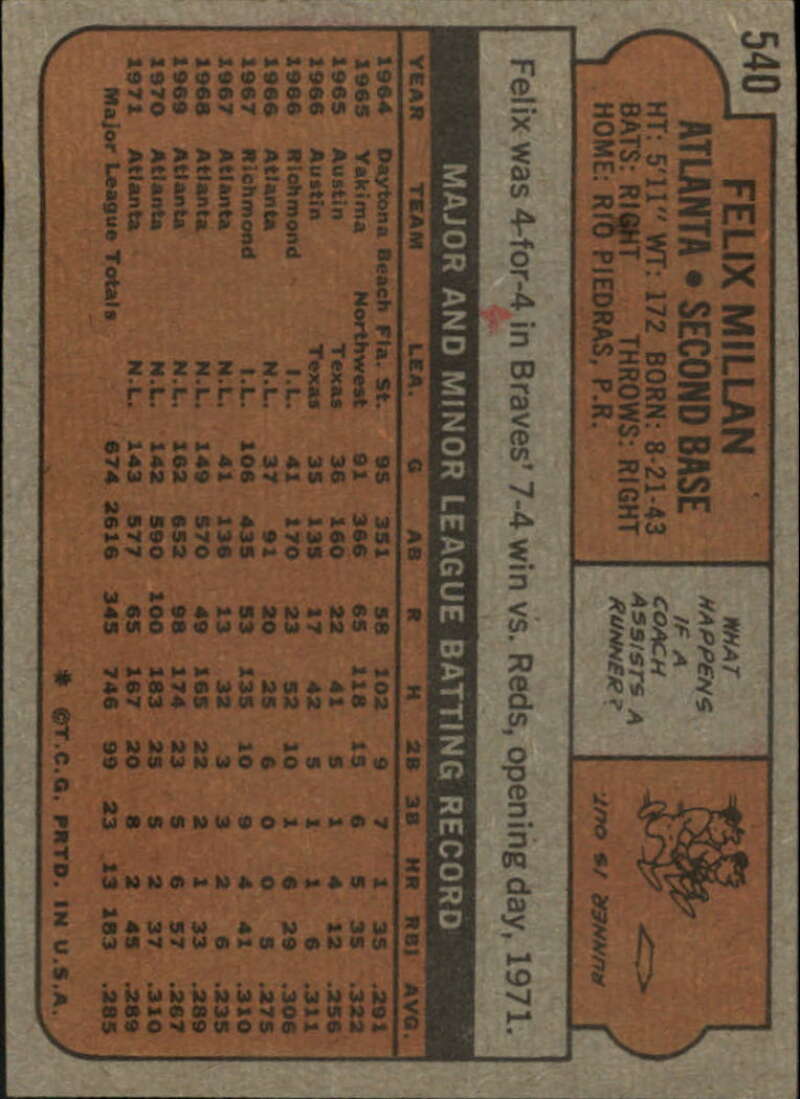 540
FELIX MILLAN
ATLANTA • SECOND BASE
HT: 5'11" WT: 172 BORN: 8-21-43
BATS: RIGHT THROWS: RIGHT
HOME: RIO PIEDRAS, P.R.
WHAT
HAPPENS
IF A
COACH
ASSISTS A
RUNNER?
RUNNER IS OUT
Felix was 4-for-4 in Braves' 7-4 win vs. Reds, opening day, 1971.
MAJOR AND MINOR LEAGUE BATTING RECORD
YEAR TEAM LEA. G AB R H 2B 3B HR RBI AVG.
1964 Daytona Beach Fla. St. 95 351 58 102 9 7 1 35 .291
1965 Yakima Northwest 91 366 65 118 15 6 5 35 .322
1965 Austin Texas 36 160 22 41 5 1 4 12 .256
1966 Austin Texas 35 135 17 42 5 1 1 6 .311
1966 Richmond I.L. 41 170 23 52 10 1 6 29 .306
1966 Atlanta N.L. 37 91 20 25 6 0 0 5 .275
1967 Richmond I.L. 106 435 53 135 10 9 4 41 .310
1967 Atlanta N.L. 41 136 13 32 3 3 2 6 .235
1968 Atlanta N.L. 149 570 49 165 22 2 1 33 .289
1969 Atlanta N.L. 162 652 98 174 23 5 6 57 .267
1970 Atlanta N.L. 142 590 100 183 25 5 2 37 .310
1971 Atlanta N.L. 143 577 65 167 20 8 2 45 .289
Major League Totals 674 2616 345 746 99 23 13 183 .285
* ©T.C.G. PRTD. IN U.S.A.